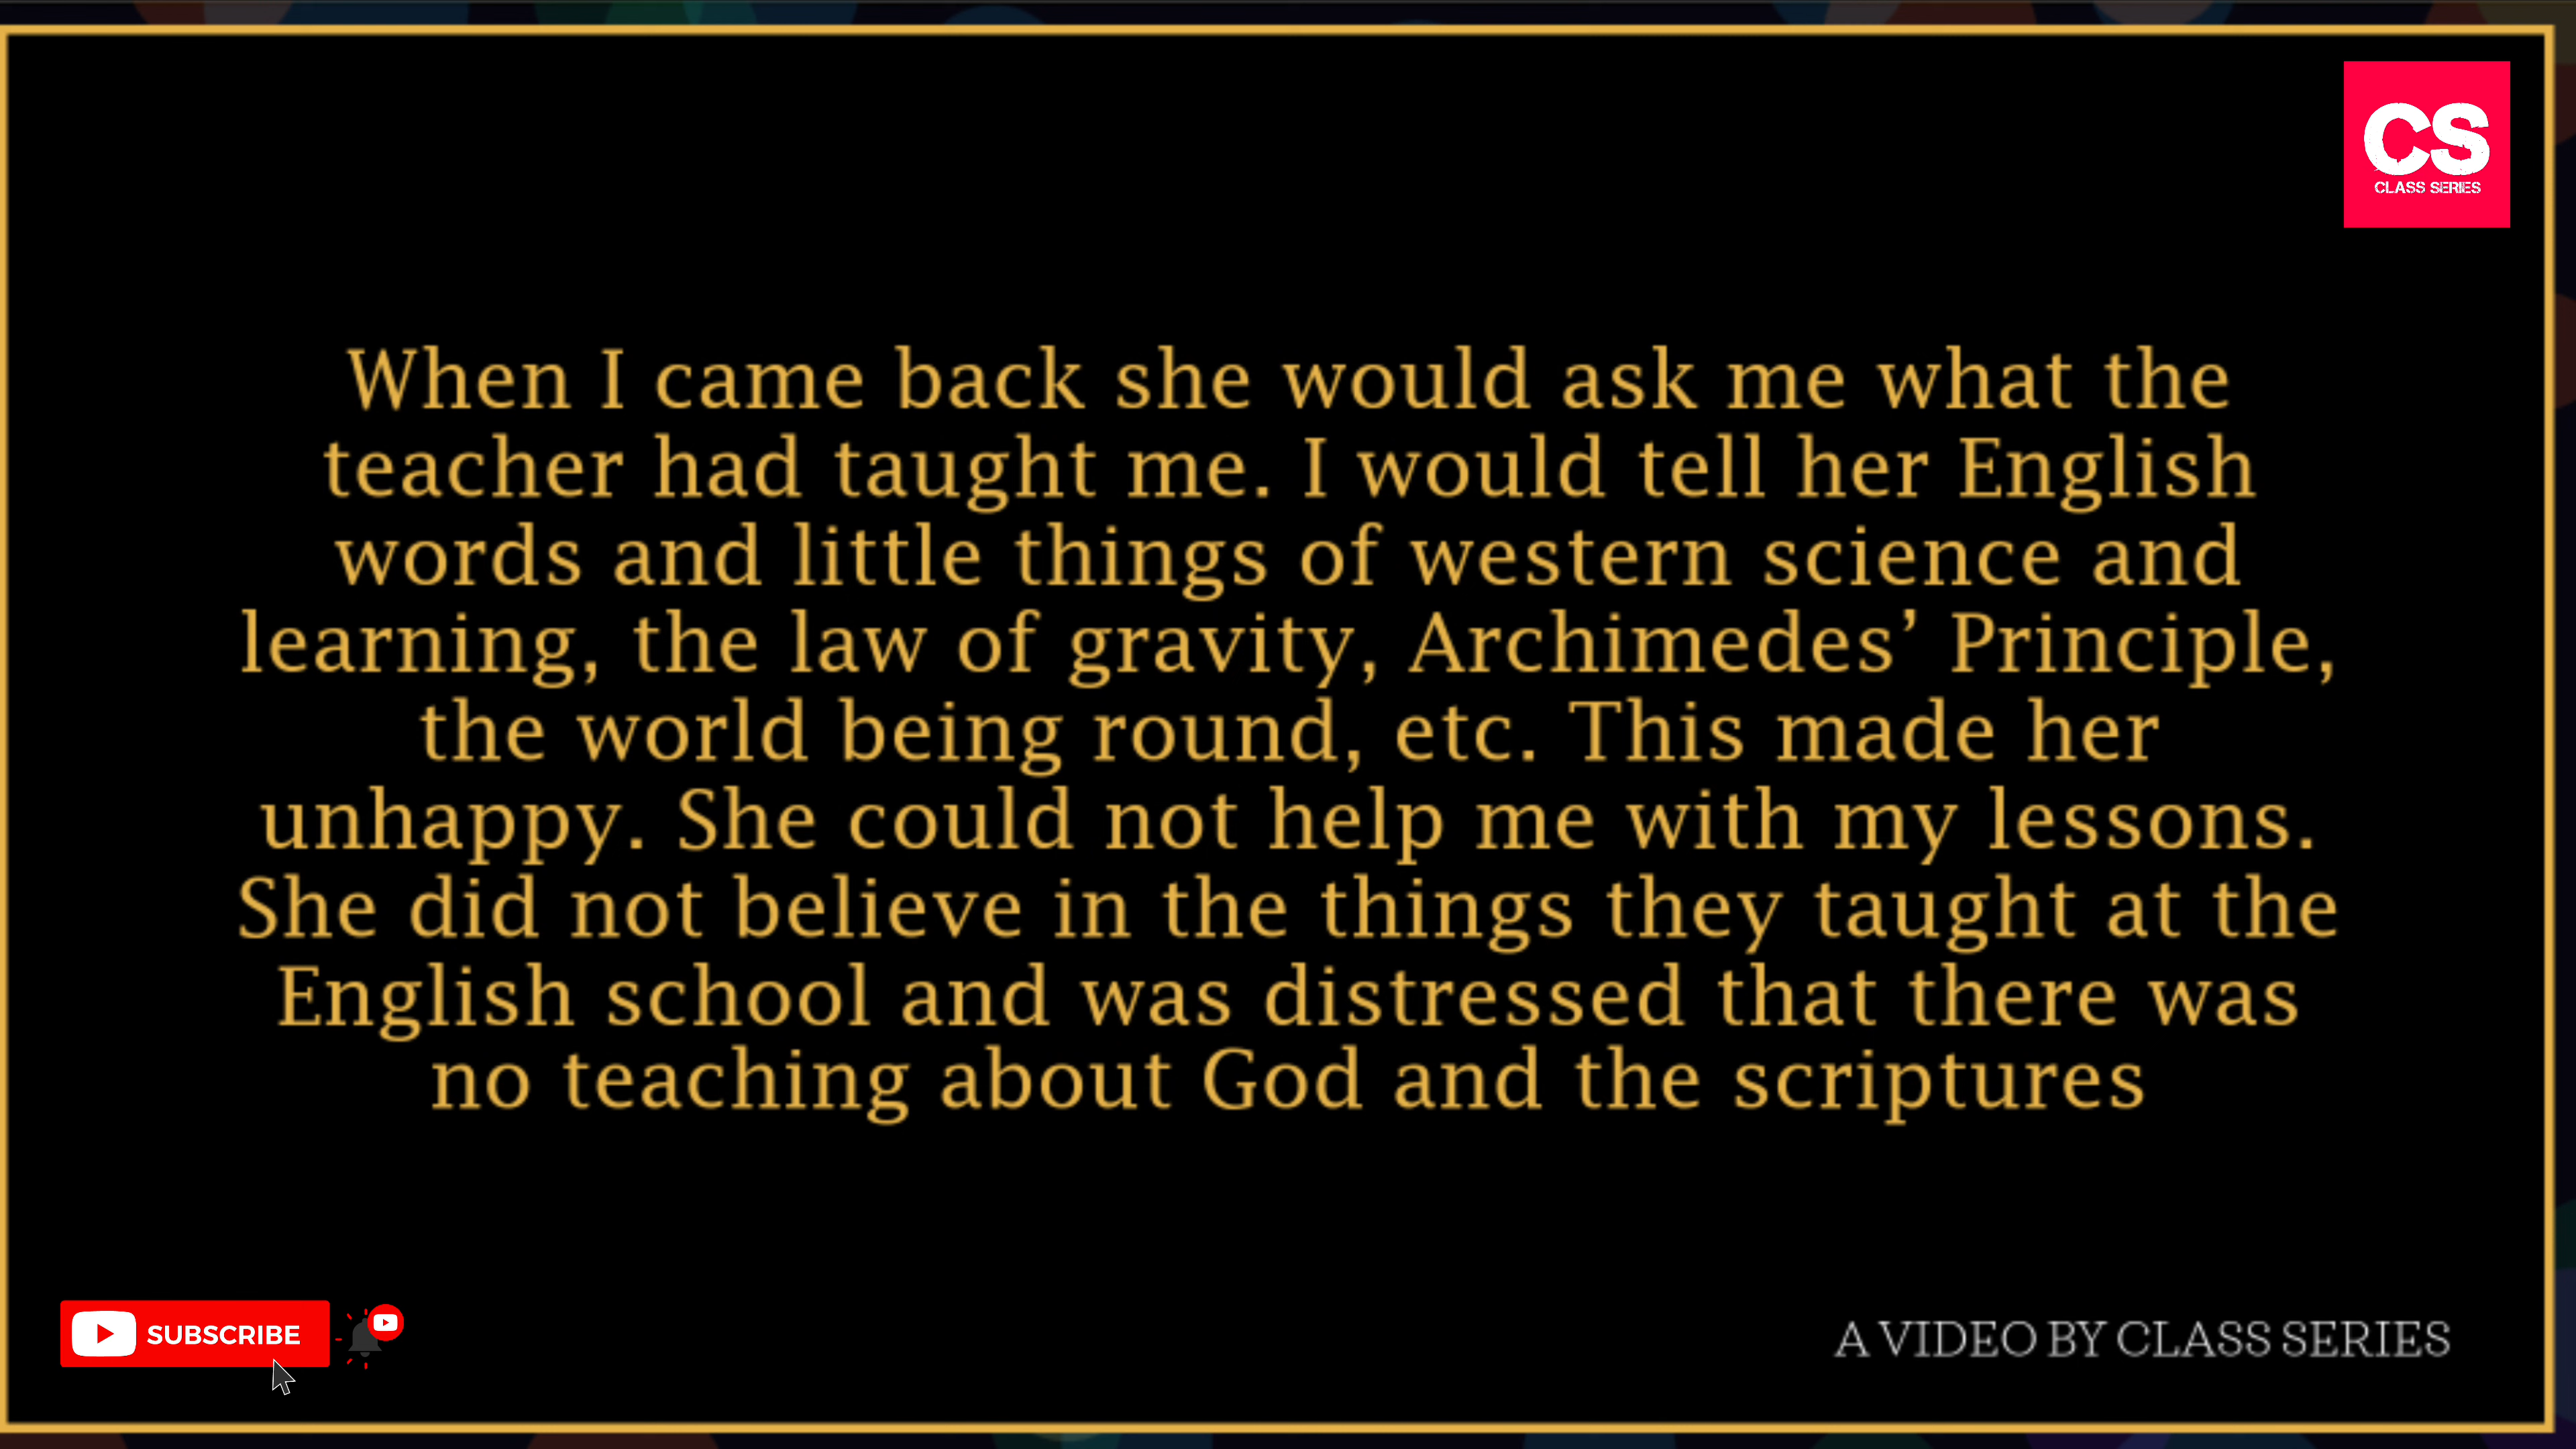 CS
CLASS SERIES
When I came back she would ask me what the
teacher had taught me. I would tell her English
words and little things of western science and
learning, the law of gravity, Archimedes’ Principle,
the world being round, etc. This made her
unhappy. She could not help me with my lessons.
She did not believe in the things they taught at the
English school and was distressed that there was
no teaching about God and the scriptures
SUBSCRIBE
A VIDEO BY CLASS SERIES